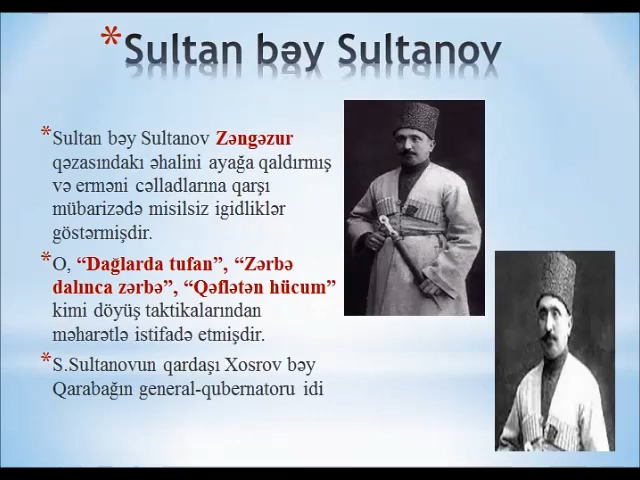 *Sultan bəy Sultanov
*Sultan bəy Sultanov Zəngəzur
qəzasındakı əhalini ayağa qaldırmış
və erməni cəlladlarına qarşı
mübarizədə misilsiz igidliklər
göstərmişdir.
*O, “Dağlarda tufan”, “Zərbə
dalınca zərbə”, “Qəflətən hücum”
kimi döyüş taktikalarından
məharətlə istifadə etmişdir.
*S.Sultanovun qardaşı Xosrov bəy
Qarabağın general-qubernatoru idi